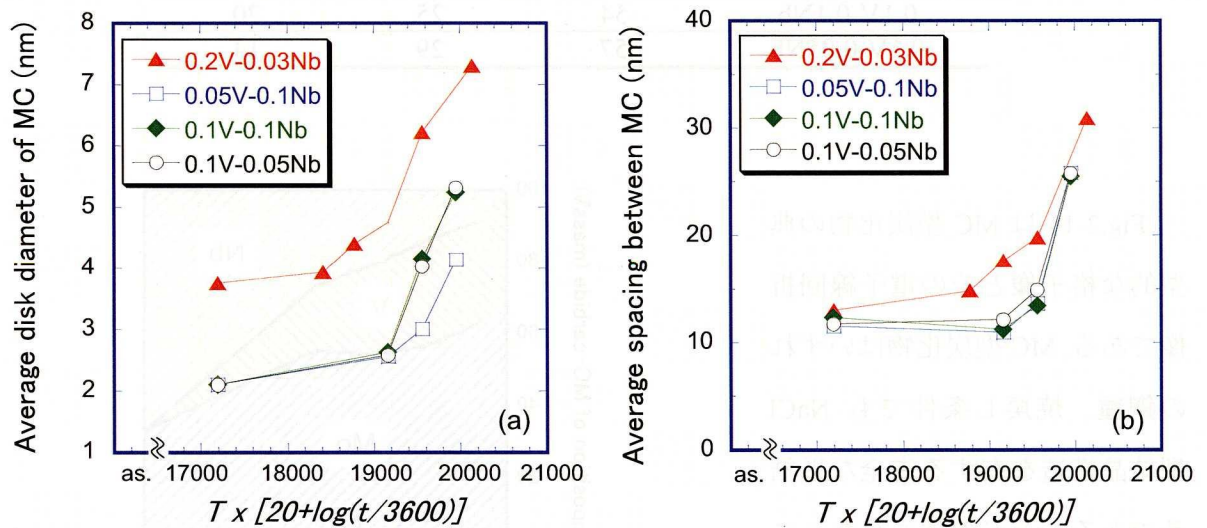 Average disk diameter of MC (nm)
8
7
6
5
4
3
2
1
0.2V-0.03Nb
0.05V-0.1Nb
0.1V-0.1Nb
0.1V-0.05Nb
(a)
as. 17000 18000 19000 20000 21000
T x [20+log(t/3600)]
Average spacing between MC (nm)
40
30
20
10
0
0.2V-0.03Nb
0.05V-0.1Nb
0.1V-0.1Nb
0.1V-0.05Nb
(b)
as. 17000 18000 19000 20000 21000
T x [20+log(t/3600)]